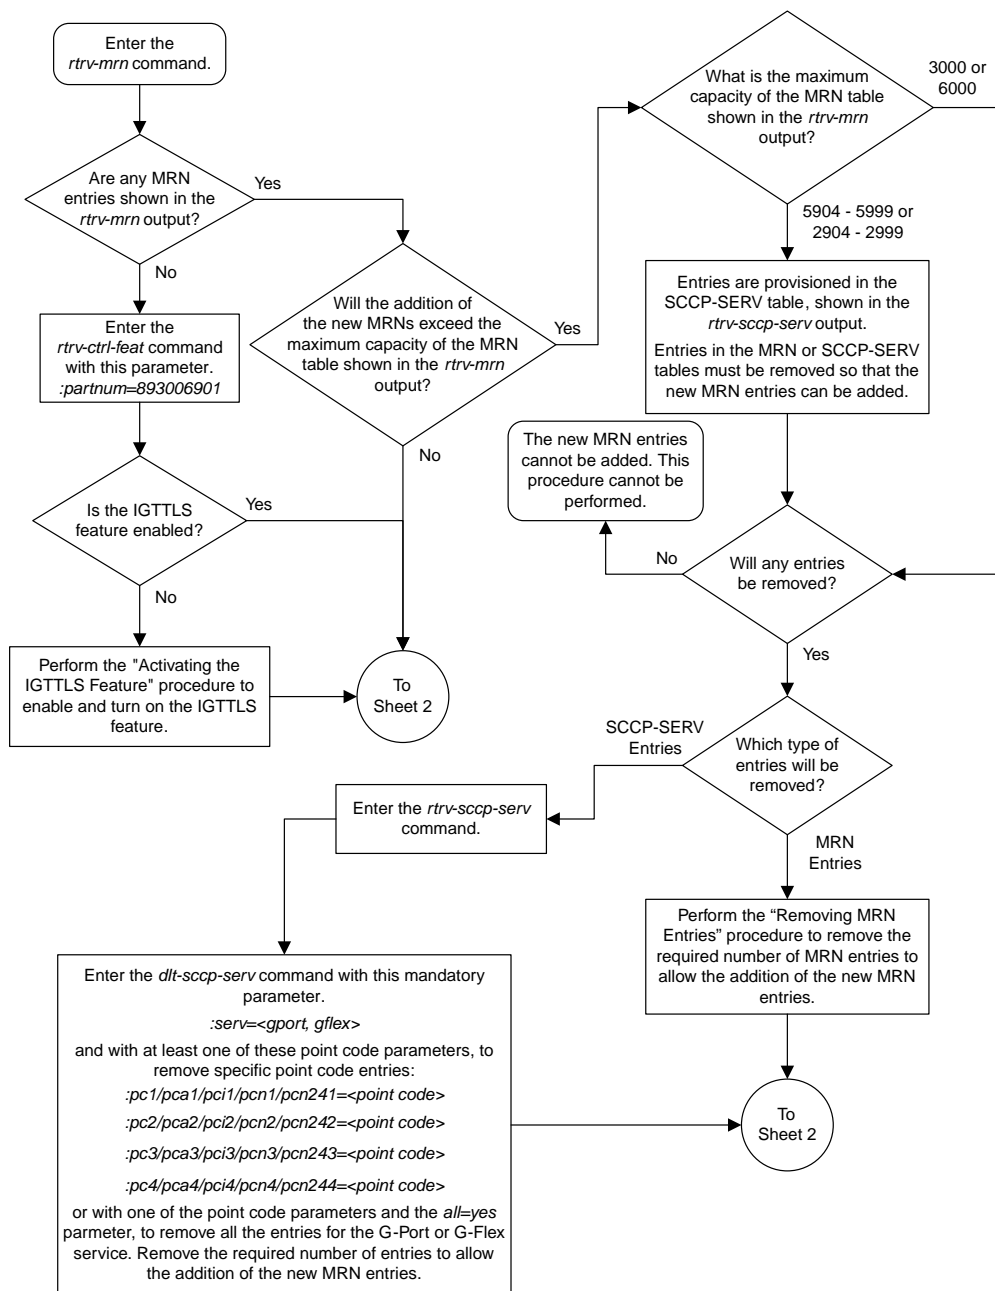 Enter the
rtrv-mrn command.
Are any MRN
entries shown in the
rtrv-mrn output?
Yes
No
Enter the
rtrv-ctrl-feat command
with this parameter.
:partnum=893006901
Is the IGTTLS
feature enabled?
Yes
No
Perform the "Activating the
IGTTLS Feature" procedure to
enable and turn on the IGTTLS
feature.
Will the addition of
the new MRNs exceed the
maximum capacity of the MRN
table shown in the rtrv-mrn
output?
Yes
No
To
Sheet 2
What is the maximum
capacity of the MRN table
shown in the rtrv-mrn
output?
3000 or
6000
5904 - 5999 or
2904 - 2999
Entries are provisioned in the
SCCP-SERV table, shown in the
rtrv-sccp-serv output.
Entries in the MRN or SCCP-SERV
tables must be removed so that the
new MRN entries can be added.
The new MRN entries
cannot be added. This
procedure cannot be
performed.
No
Will any entries
be removed?
Yes
SCCP-SERV
Entries
Which type of
entries will be
removed?
MRN
Entries
Enter the rtrv-sccp-serv
command.
Perform the “Removing MRN
Entries” procedure to remove the
required number of MRN entries to
allow the addition of the new MRN
entries.
Enter the dlt-sccp-serv command with this mandatory
parameter.
:serv=<gport, gflex>
and with at least one of these point code parameters, to
remove specific point code entries:
:pc1/pca1/pci1/pcn1/pcn241=<point code>
:pc2/pca2/pci2/pcn2/pcn242=<point code>
:pc3/pca3/pci3/pcn3/pcn243=<point code>
:pc4/pca4/pci4/pcn4/pcn244=<point code>
or with one of the point code parameters and the all=yes
parmeter, to remove all the entries for the G-Port or G-Flex
service. Remove the required number of entries to allow
the addition of the new MRN entries.
To
Sheet 2